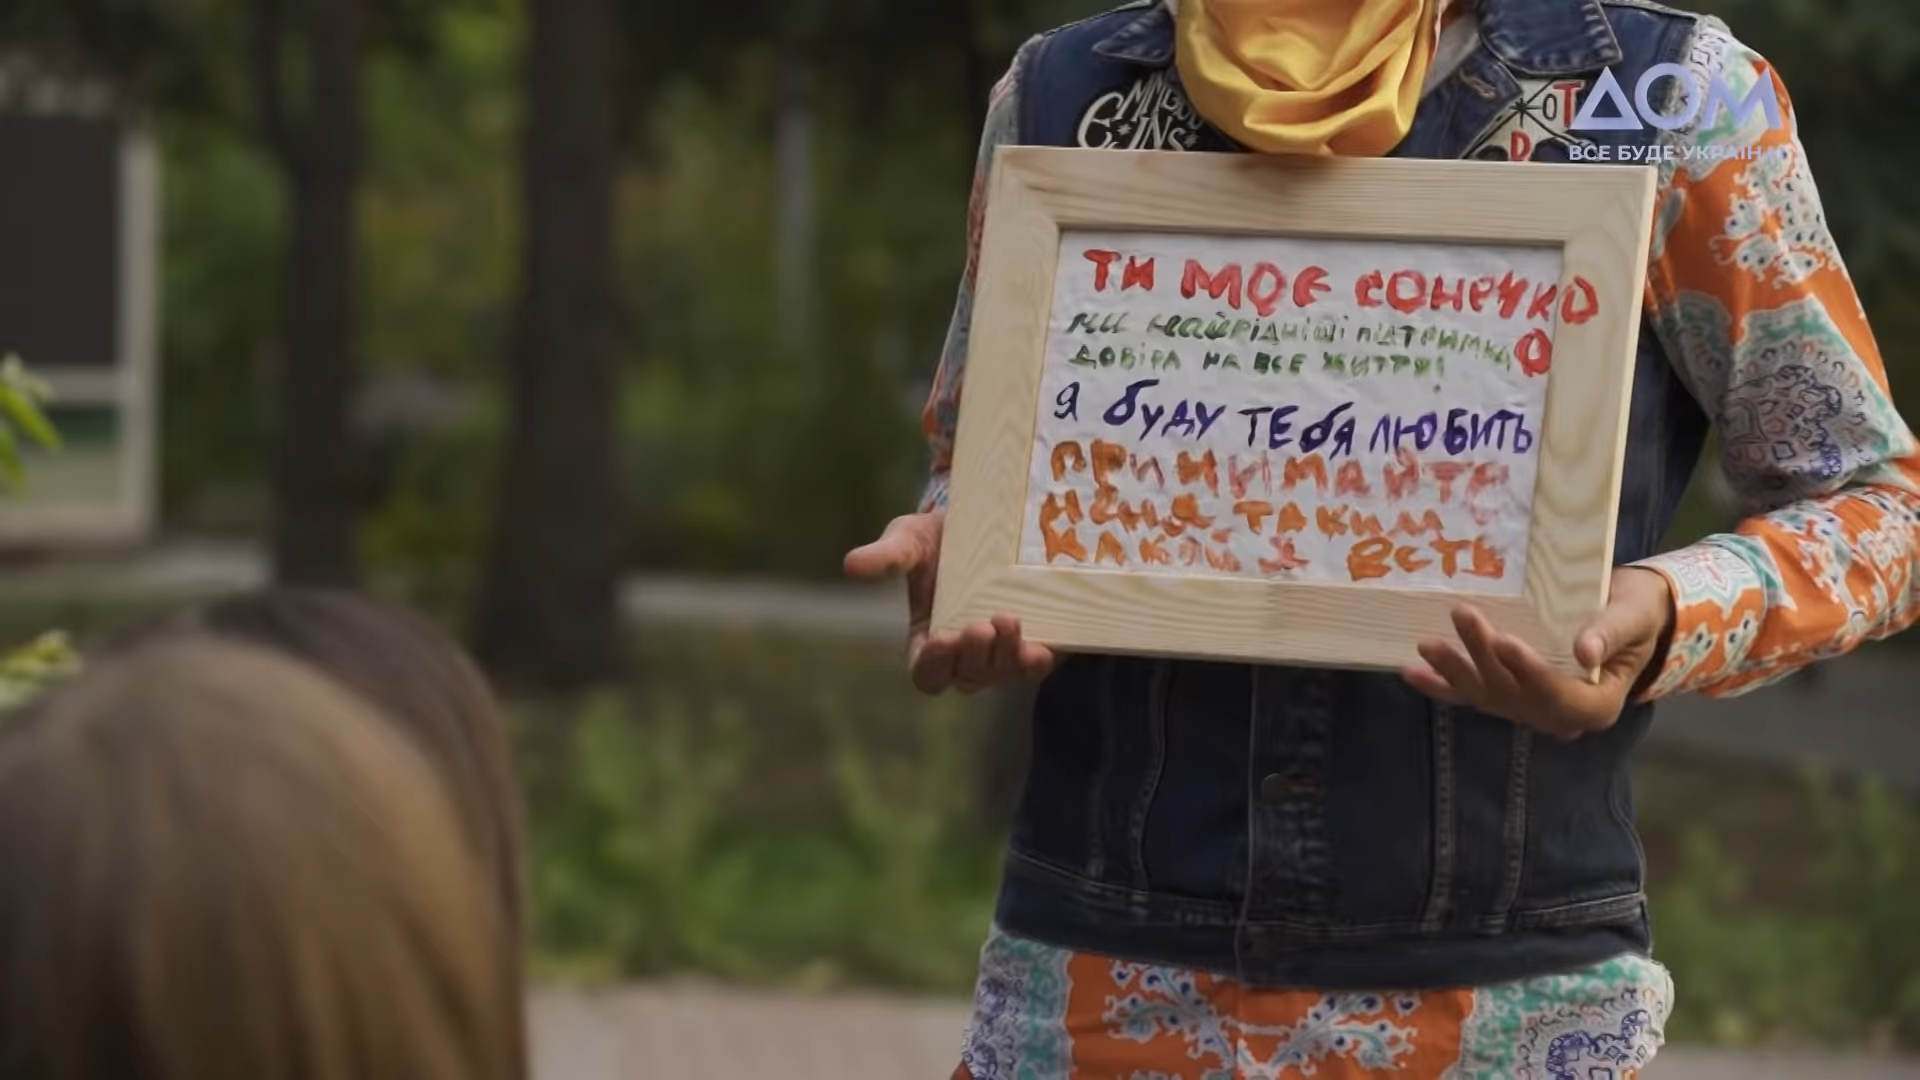 ДОМ
ВСЕ БУДЕ УКРАЇНА!
ТИ МОЄ СОНЕЧКО
О
МИ НАЙРІДНІШІ ПІДТРИМКА
ДОВІРА НА ВСЕ ЖИТТЯ!
Я БУДУ ТЕБЯ ЛЮБИТЬ
ПРИНИМАЙТЕ
МЕНЯ ТАКИМ
КАКОЙ Я ЕСТЬ